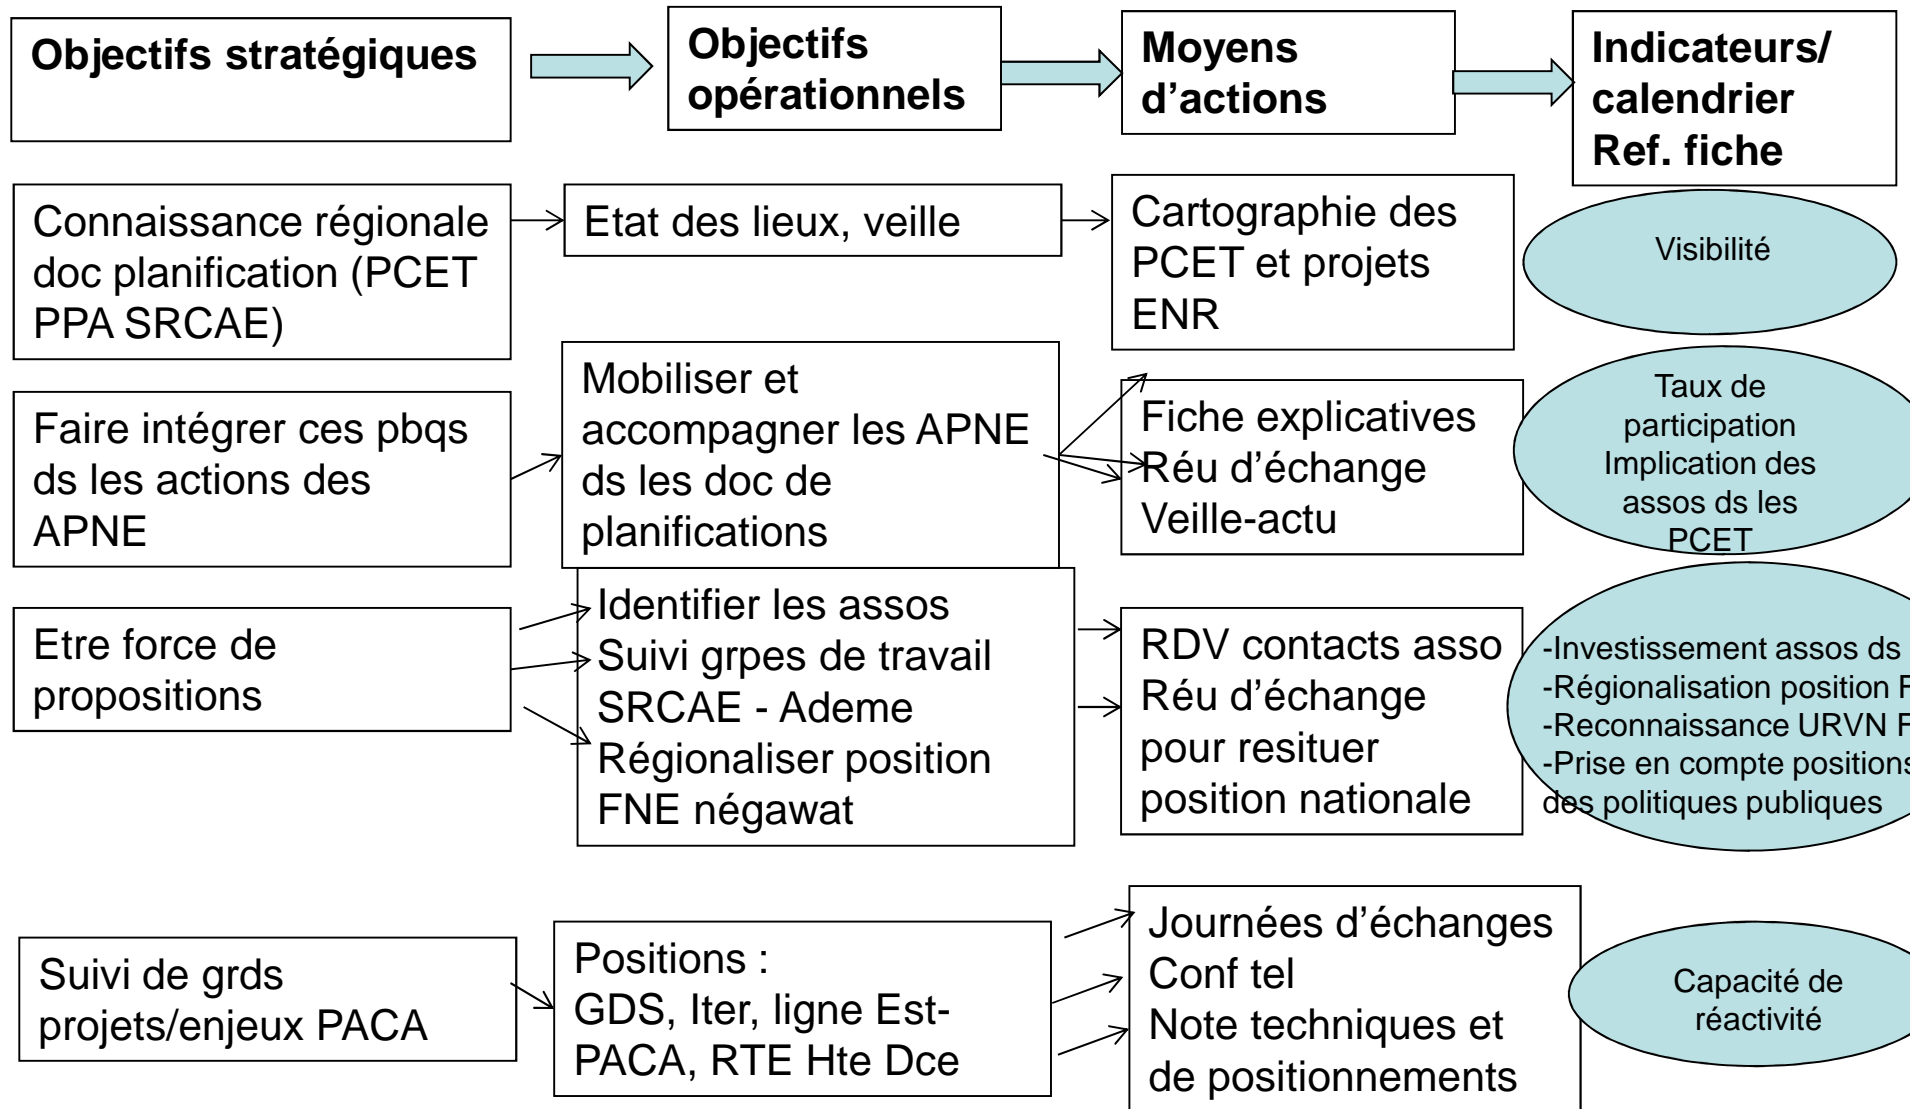 Objectifs stratégiques
Objectifs
opérationnels
Moyens
d’actions
Indicateurs/
calendrier
Ref. fiche
Connaissance régionale
doc planification (PCET
PPA SRCAE)
Etat des lieux, veille
Cartographie des
PCET et projets
ENR
Visibilité
Faire intégrer ces pbqs
ds les actions des
APNE
Mobiliser et
accompagner les APNE
ds les doc de
planifications
Fiche explicatives
Réu d’échange
Veille-actu
Taux de
participation
Implication des
assos ds les
PCET
Etre force de
propositions
Identifier les assos
Suivi grpes de travail
SRCAE - Ademe
Régionaliser position
FNE négawat
RDV contacts asso
Réu d’échange
pour resituer
position nationale
-Investissement assos ds
-Régionalisation position
-Reconnaissance URVN
-Prise en compte positions
des politiques publiques
Suivi de grds
projets/enjeux PACA
Positions :
GDS, Iter, ligne Est-
PACA, RTE Hte Dce
Journées d’échanges
Conf tel
Note techniques et
de positionnements
Capacité de
réactivité